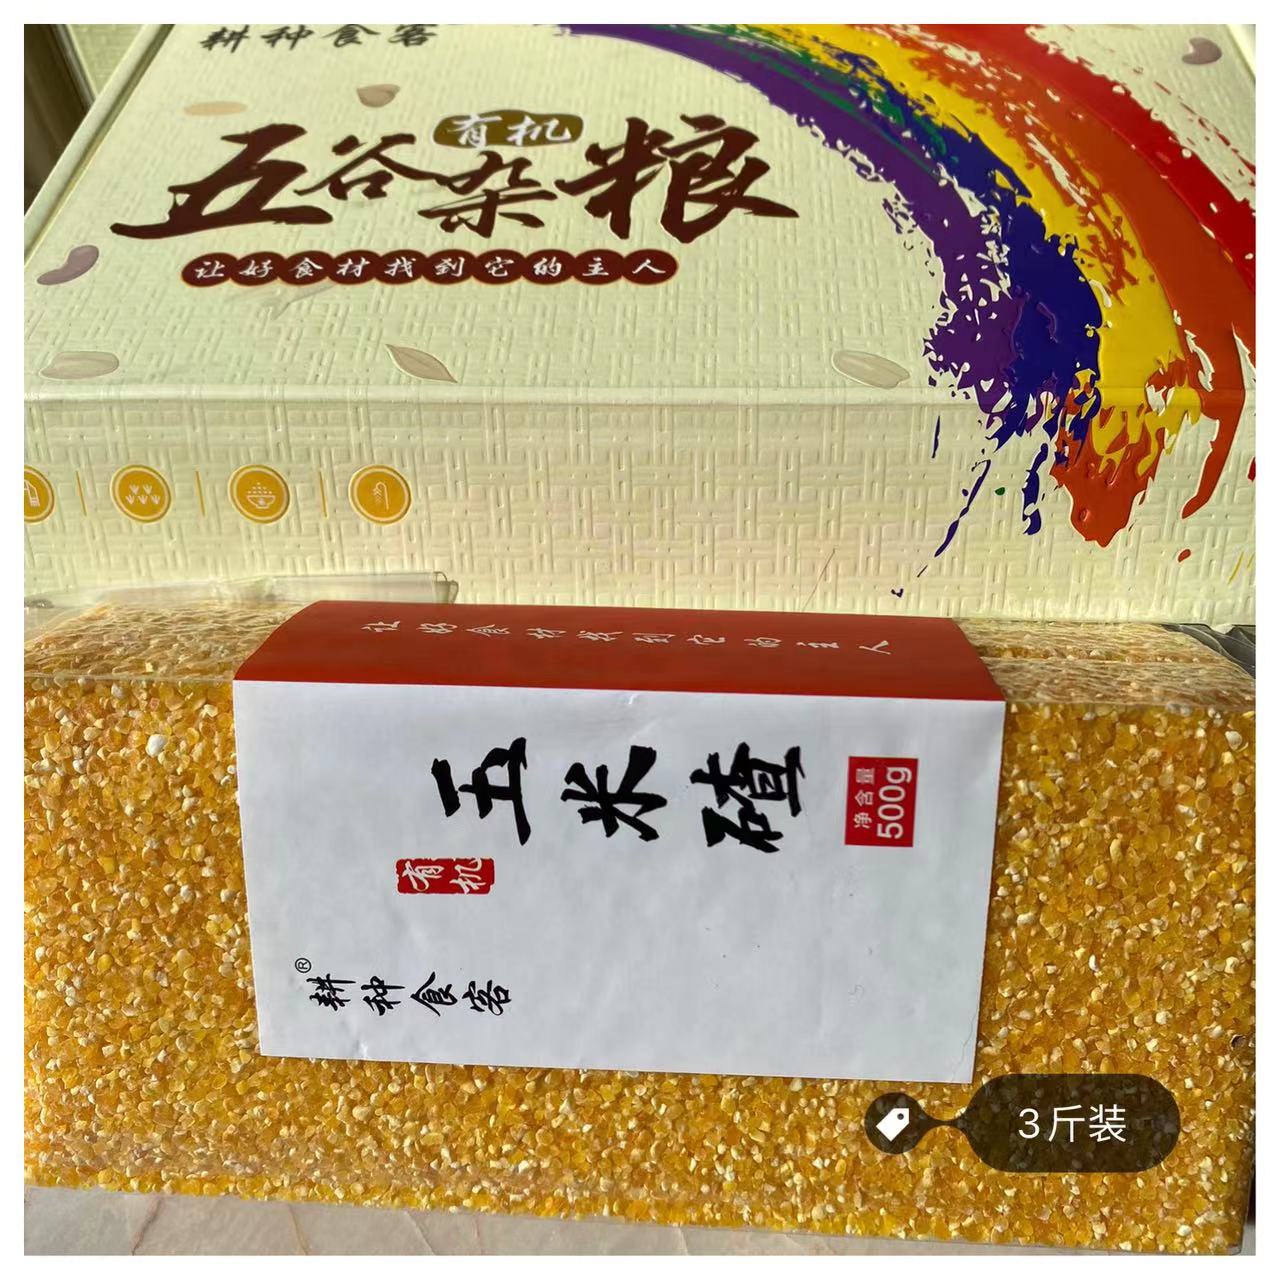 耕种食客
有机
五谷杂粮
让好食材找到它的主人
让好食材找到它的主人
玉米碴
净含量
500g
有机
耕种食客®
3斤装